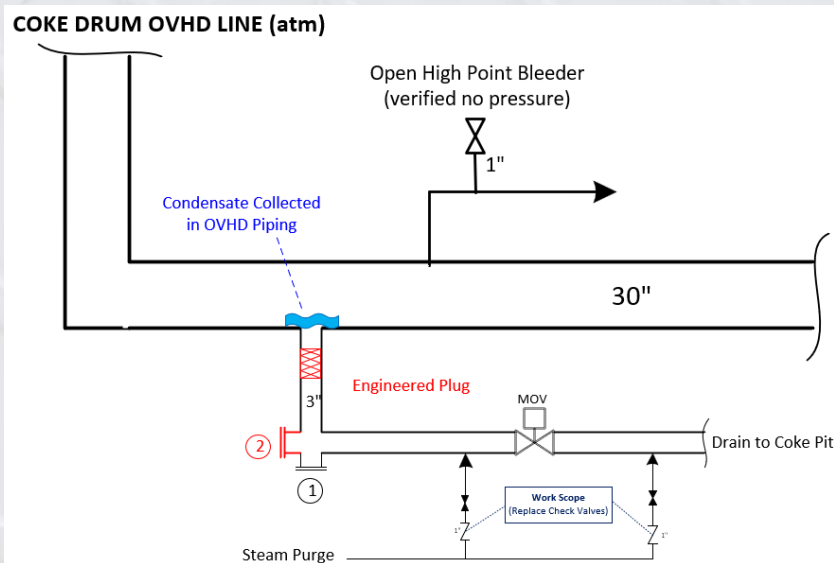 COKE DRUM OVHD LINE (atm)
Open High Point Bleeder
(verified no pressure)
1"
Condensate Collected
in OVHD Piping
30"
Engineered Plug
3"
MOV
2
Drain to Coke Pit
1
Work Scope
(Replace Check Valves)
1"
1"
Steam Purge